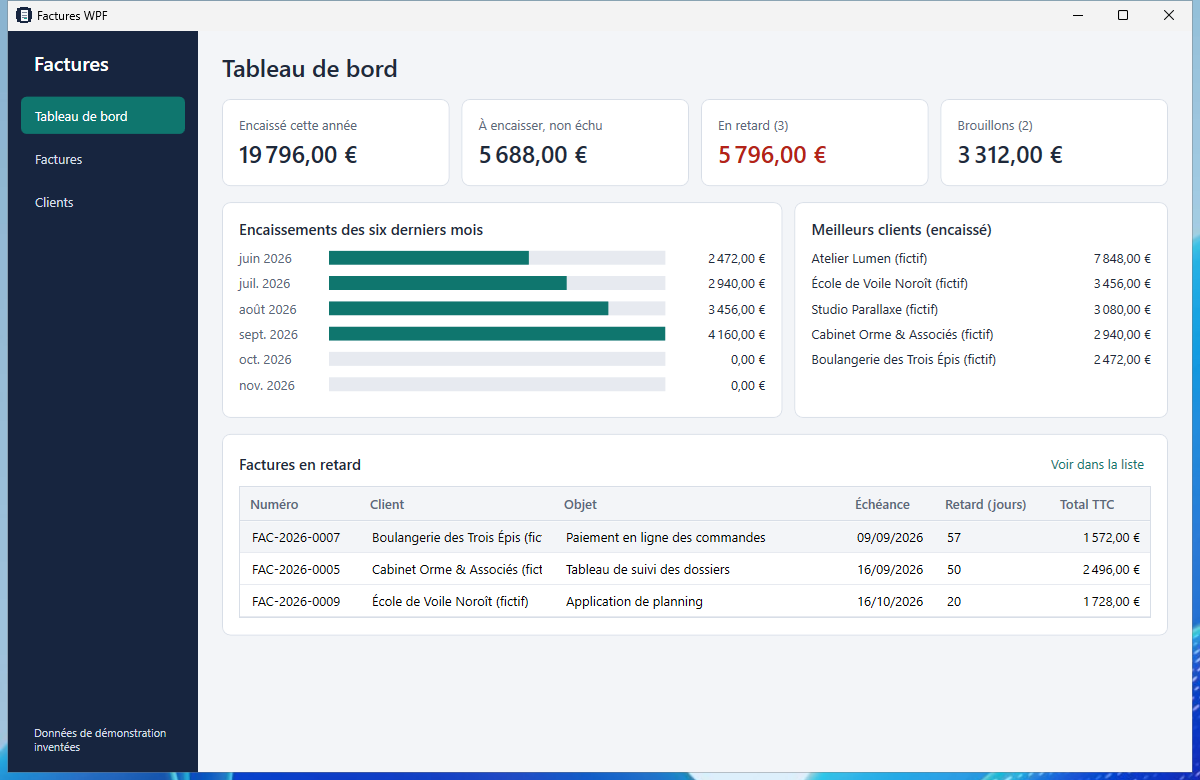 Factures WPF
Factures
Tableau de bord
Factures
Clients
Données de démonstration
inventées
Tableau de bord
Encaissé cette année
19 796,00 €
À encaisser, non échu
5 688,00 €
En retard (3)
5 796,00 €
Brouillons (2)
3 312,00 €
Encaissements des six derniers mois
juin 2026 2 472,00 €
juil. 2026 2 940,00 €
août 2026 3 456,00 €
sept. 2026 4 160,00 €
oct. 2026 0,00 €
nov. 2026 0,00 €
Meilleurs clients (encaissé)
Atelier Lumen (fictif) 7 848,00 €
École de Voile Noroît (fictif) 3 456,00 €
Studio Parallaxe (fictif) 3 080,00 €
Cabinet Orme & Associés (fictif) 2 940,00 €
Boulangerie des Trois Épis (fictif) 2 472,00 €
Factures en retard Voir dans la liste
Numéro Client Objet Échéance Retard (jours) Total TTC
FAC-2026-0007 Boulangerie des Trois Épis (fic Paiement en ligne des commandes 09/09/2026 57 1 572,00 €
FAC-2026-0005 Cabinet Orme & Associés (fict Tableau de suivi des dossiers 16/09/2026 50 2 496,00 €
FAC-2026-0009 École de Voile Noroît (fictif) Application de planning 16/10/2026 20 1 728,00 €